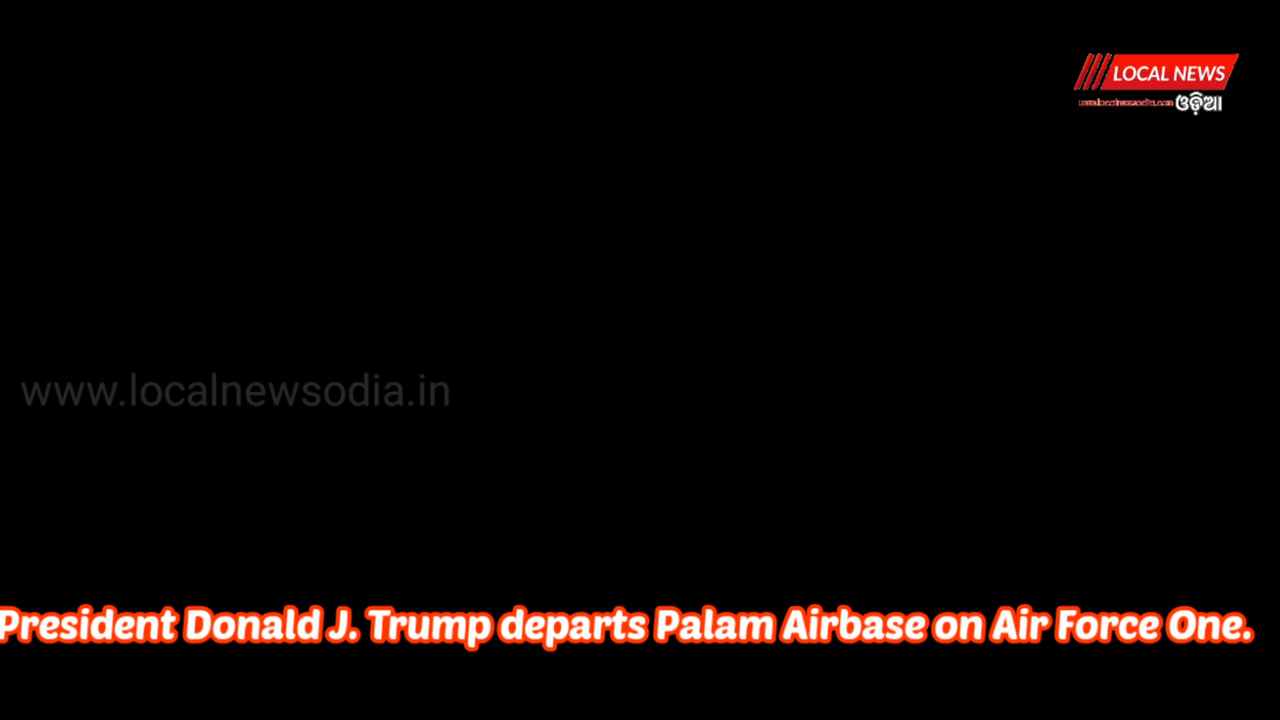 LOCAL NEWS
ଓଡ଼ିଆ
www.localnewsodia.in
President Donald J. Trump departs Palam Airbase on Air Force One.